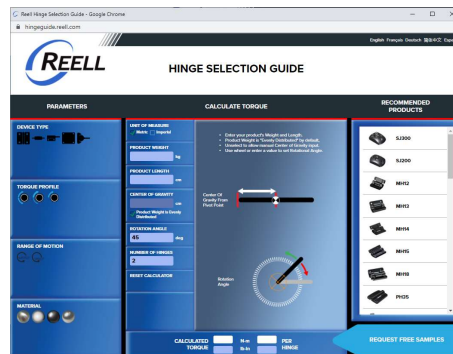 Reell Hinge Selection Guide - Google Chrome
hingeguide.reell.com
English Français Deutsch
REELL
HINGE SELECTION GUIDE
PARAMETERS
CALCULATE TORQUE
RECOMMENDED
PRODUCTS
DEVICE TYPE
TORQUE PROFILE
RANGE OF MOTION
MATERIAL
UNIT OF MEASURE
Metric Imperial
PRODUCT WEIGHT
kg
PRODUCT LENGTH
cm
CENTER OF GRAVITY
cm
Product Weight is Evenly
Distributed
ROTATION ANGLE
45 deg
NUMBER OF HINGES
2
RESET CALCULATOR
• Enter your product's Weight and Length.
• Product Weight is "Evenly Distributed" by default.
• Unselect to allow manual Center of Gravity input.
• Use wheel or enter a value to set Rotational Angle.
Center Of
Gravity From
Pivot Point
Rotation
Angle
SJ300
SJ200
MH12
MH13
MH14
MH15
MH18
PH35
CALCULATED N-m PER
TORQUE lb-in HINGE
REQUEST FREE SAMPLES